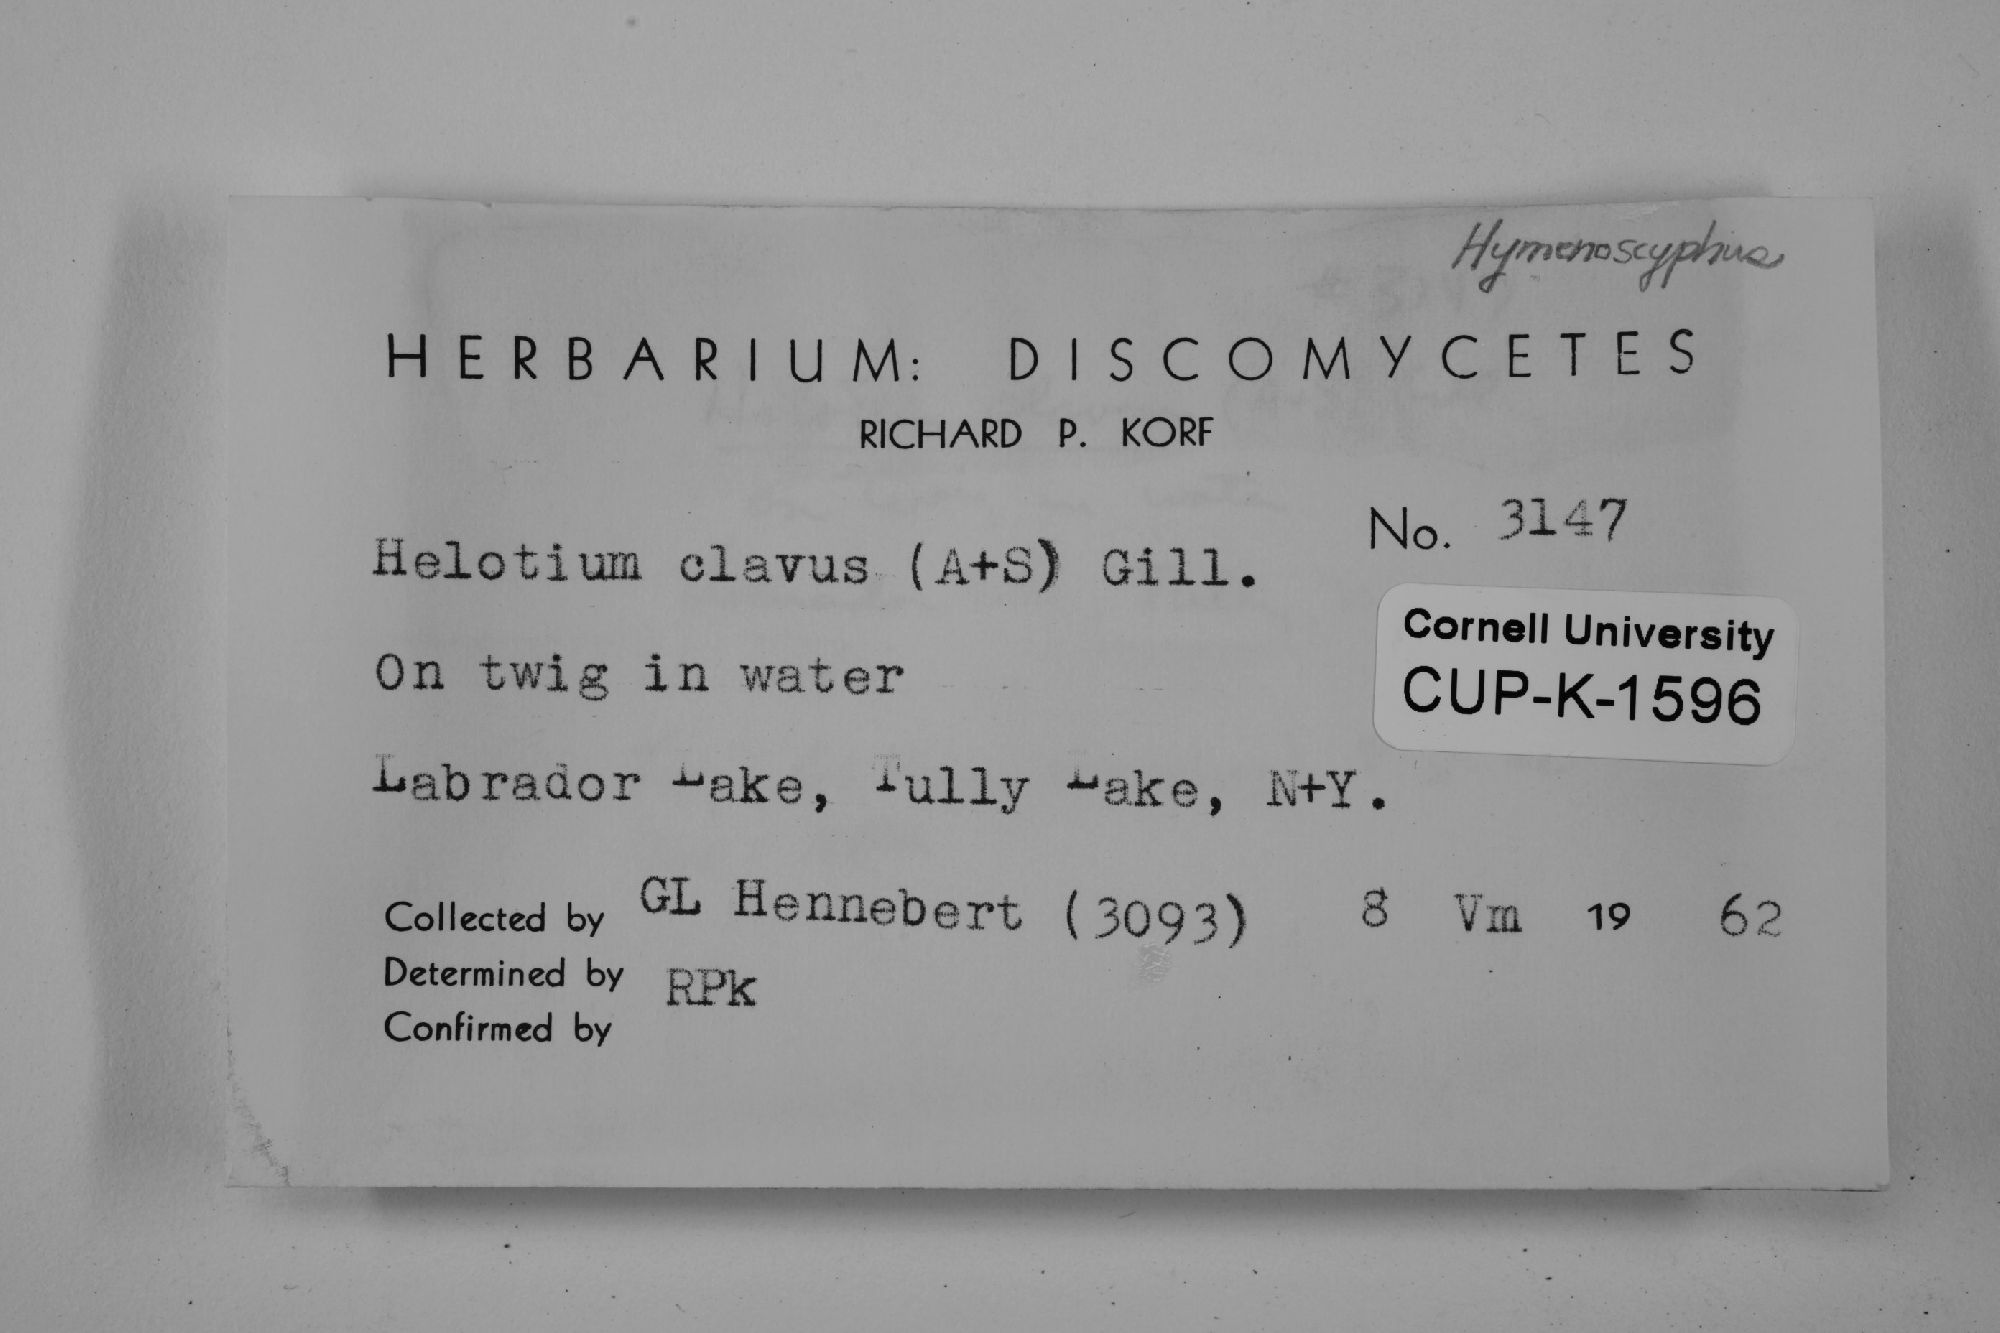 Hymenoscyphus
HERBARIUM: DISCOMYCETES
RICHARD P. KORF
No. 3147
Helotium clavus (A+S) Gill.
Cornell University
CUP-K-1596
On twig in water
Labrador Lake, Tully Lake, N+Y.
Collected by GL Hennebert (3093) 8 Vm 19 62
Determined by RPk
Confirmed by